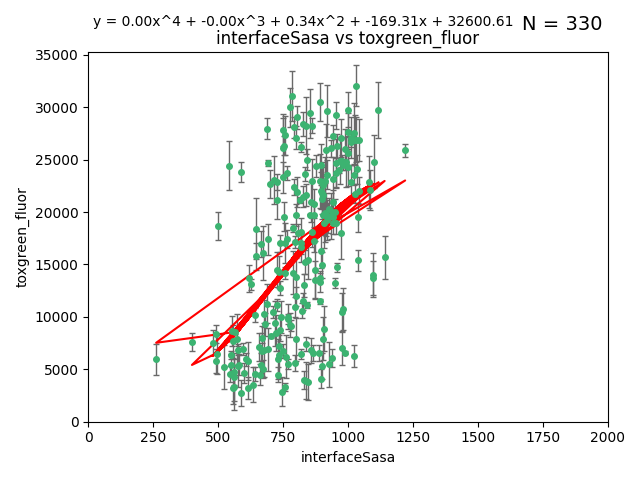 y = 0.00x^4 + -0.00x^3 + 0.34x^2 + -169.31x + 32600.61 N = 330
interfaceSasa vs toxgreen_fluor
35000
30000
25000
20000
15000
10000
5000
0
toxgreen_fluor
0 250 500 750 1000 1250 1500 1750 2000
interfaceSasa